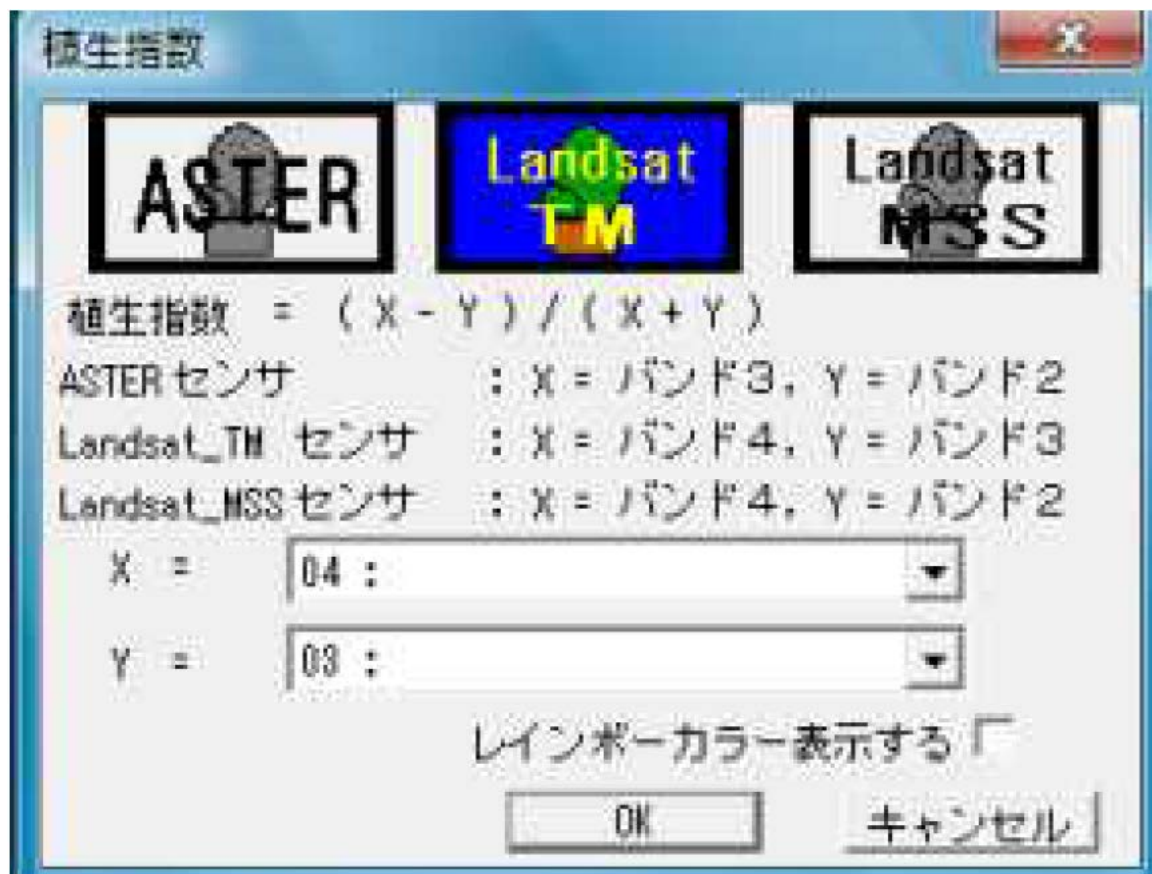 植生指数
ASTER
Landsat
TM
Landsat
MSS
植生指数 = ( X - Y ) / ( X + Y )
ASTER センサ : X = バンド3, Y = バンド2
Landsat_TM センサ : X = バンド4, Y = バンド3
Landsat_MSS センサ : X = バンド4, Y = バンド2
X = 04 :
Y = 03 :
レインボーカラー表示する
OK
キャンセル